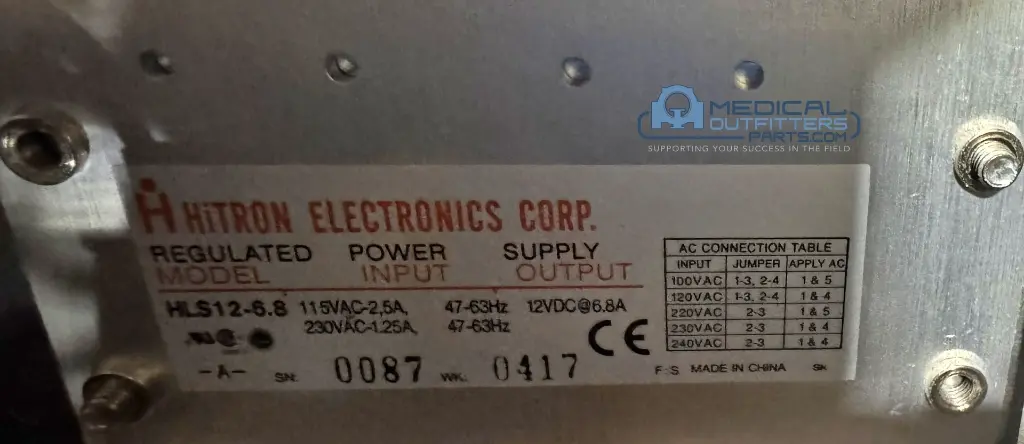 MEDICAL
OUTFITTERS
PARTS.COM
SUPPORTING YOUR SUCCESS IN THE FIELD
HiTRON ELECTRONICS CORP.
REGULATED POWER SUPPLY
MODEL INPUT OUTPUT
HLS12-6.8 115VAC-2,5A, 47-63Hz 12VDC@6.8A
230VAC-1.25A, 47-63Hz
CE
-A- SN: 0087 WK: 0417
AC CONNECTION TABLE
INPUT JUMPER APPLY AC
100VAC 1-3, 2-4 1 & 5
120VAC 1-3, 2-4 1 & 4
220VAC 2-3 1 & 5
230VAC 2-3 1 & 4
240VAC 2-3 1 & 4
MADE IN CHINA